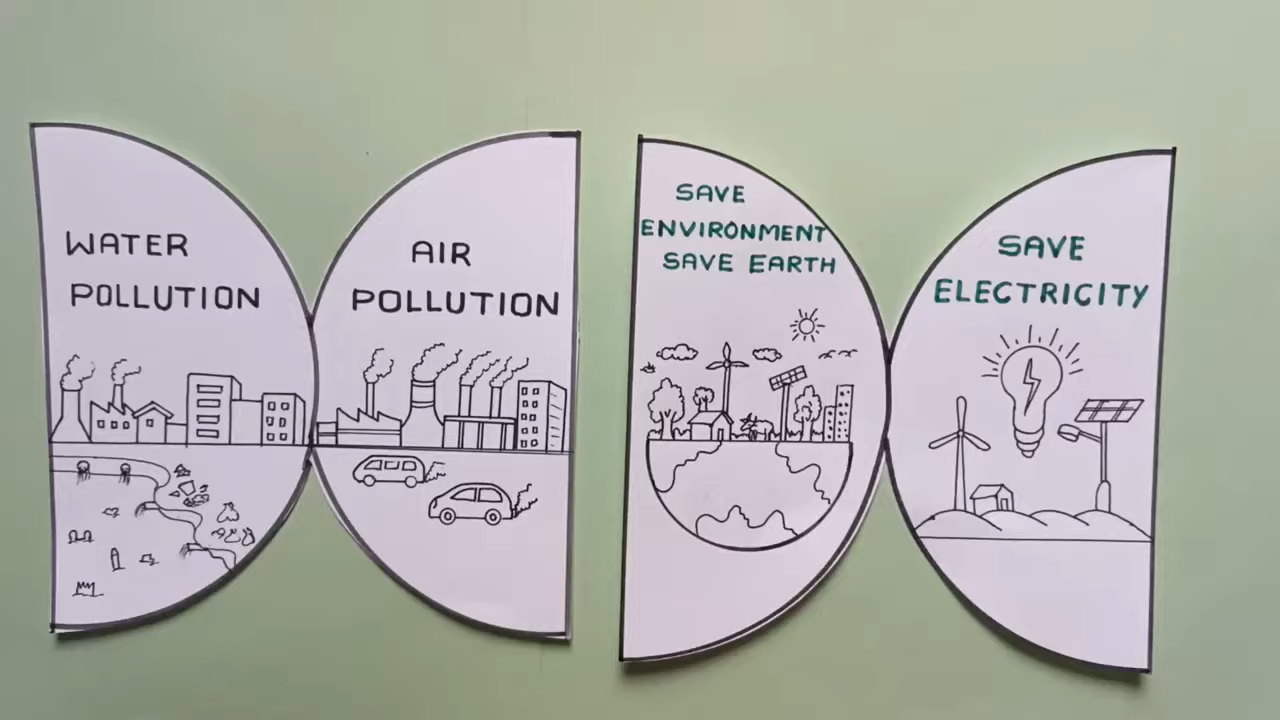 WATER
POLLUTION
AIR
POLLUTION
SAVE
ENVIRONMENT
SAVE EARTH
SAVE
ELECTRICITY